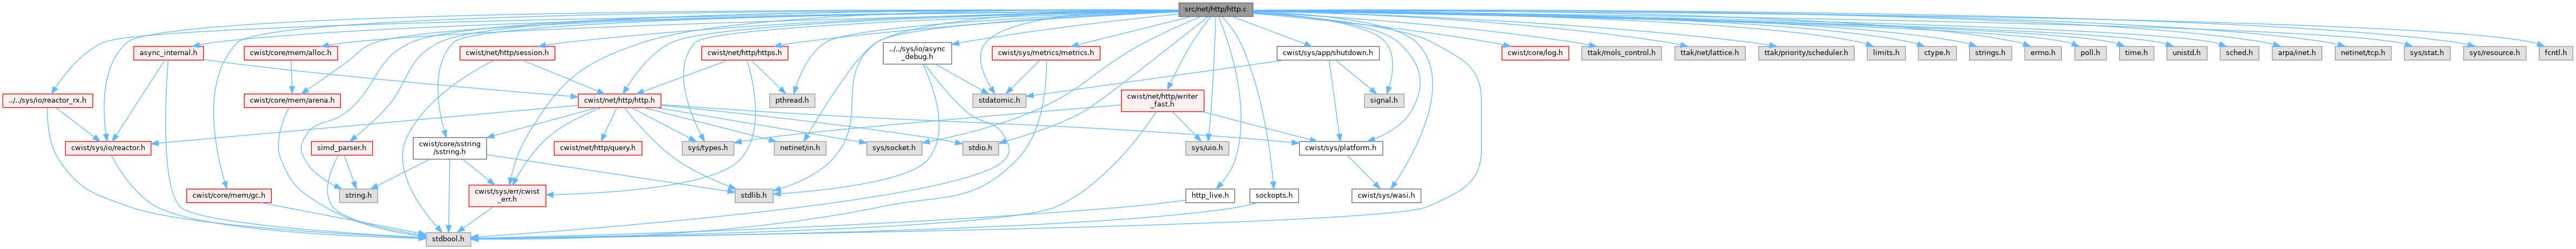 src/net/http/http.c
async_internal.h
cwist/core/mem/alloc.h
cwist/net/http/session.h
cwist/net/http/https.h
../../sys/io/async
_debug.h
cwist/sys/metrics/metrics.h
cwist/sys/app/shutdown.h
cwist/core/log.h
ttak/mols_control.h
ttak/net/lattice.h
ttak/priority/scheduler.h
limits.h
ctype.h
strings.h
errno.h
poll.h
time.h
unistd.h
sched.h
arpa/inet.h
netinet/tcp.h
sys/stat.h
sys/resource.h
fcntl.h
../../sys/io/reactor_rx.h
cwist/core/mem/arena.h
cwist/net/http/http.h
pthread.h
stdatomic.h
cwist/net/http/writer
_fast.h
signal.h
cwist/sys/io/reactor.h
simd_parser.h
cwist/core/sstring
/sstring.h
cwist/net/http/query.h
sys/types.h
netinet/in.h
sys/socket.h
stdio.h
sys/uio.h
cwist/sys/platform.h
cwist/core/mem/gc.h
string.h
cwist/sys/err/cwist
_err.h
stdlib.h
http_live.h
sockopts.h
cwist/sys/wasi.h
stdbool.h